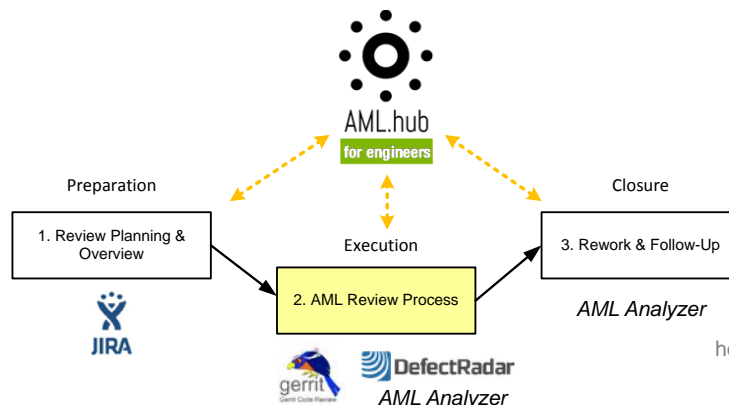 AML.hub
for engineers
Preparation
Closure
1. Review Planning &
Overview
Execution
3. Rework & Follow-Up
2. AML Review Process
JIRA
AML Analyzer
gerrit
Gerrit Code Review
DefectRadar
AML Analyzer